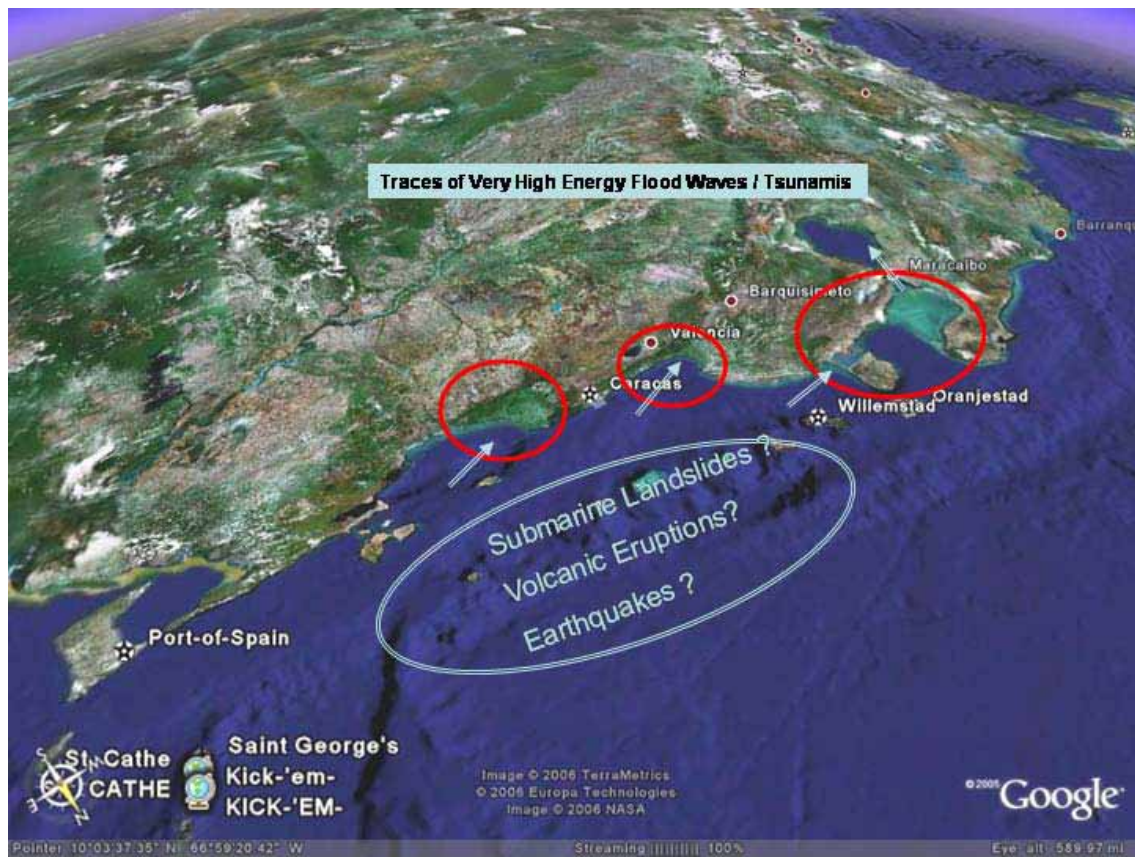 Traces of Very High Energy Flood Waves / Tsunamis
Barranqu
Maracaibo
Barquisimeto
Valencia
Caracas
Oranjestad
Willemstad
Submarine Landslides ?
Volcanic Eruptions?
Earthquakes ?
Port-of-Spain
S
W
N
E
St. Cathe
CATHE
Saint George's
Kick-'em-
KICK-'EM-
Image © 2006 TerraMetrics
© 2006 Europa Technologies
Image © 2006 NASA
© 2005 Google
Pointer 10°03'37.35" N 66°59'20.42" W Streaming 100% Eye alt 589.97 mi